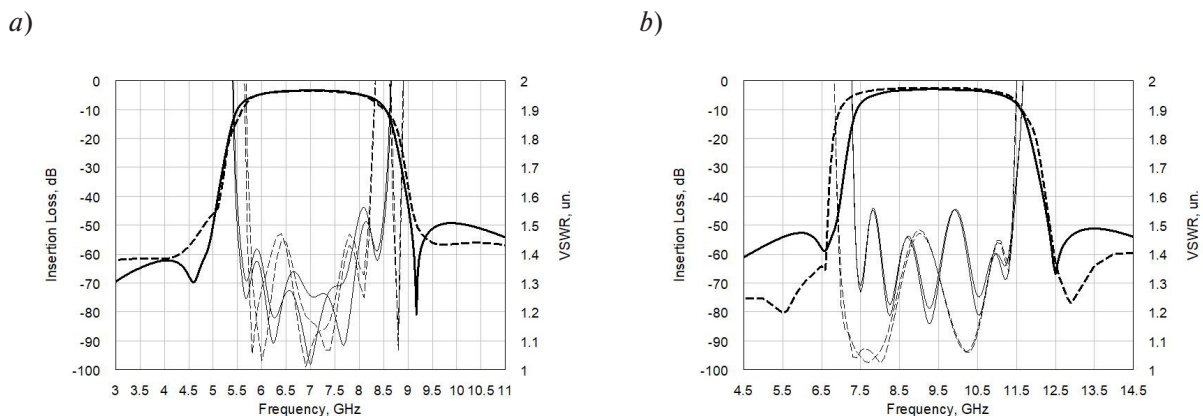 a) b)
0 2 0 2
-10 1.9 -10 1.9
-20 1.8 -20 1.8
-30 1.7 -30 1.7
-40 1.6 -40 1.6
-50 1.5 -50 1.5
-60 1.4 -60 1.4
-70 1.3 -70 1.3
-80 1.2 -80 1.2
-90 1.1 -90 1.1
-100 1 -100 1
Insertion Loss, dB VSWR, un. Insertion Loss, dB VSWR, un.
3 3.5 4 4.5 5 5.5 6 6.5 7 7.5 8 8.5 9 9.5 10 10.5 11 4.5 5.5 6.5 7.5 8.5 9.5 10.5 11.5 12.5 13.5 14.5
Frequency, GHz Frequency, GHz